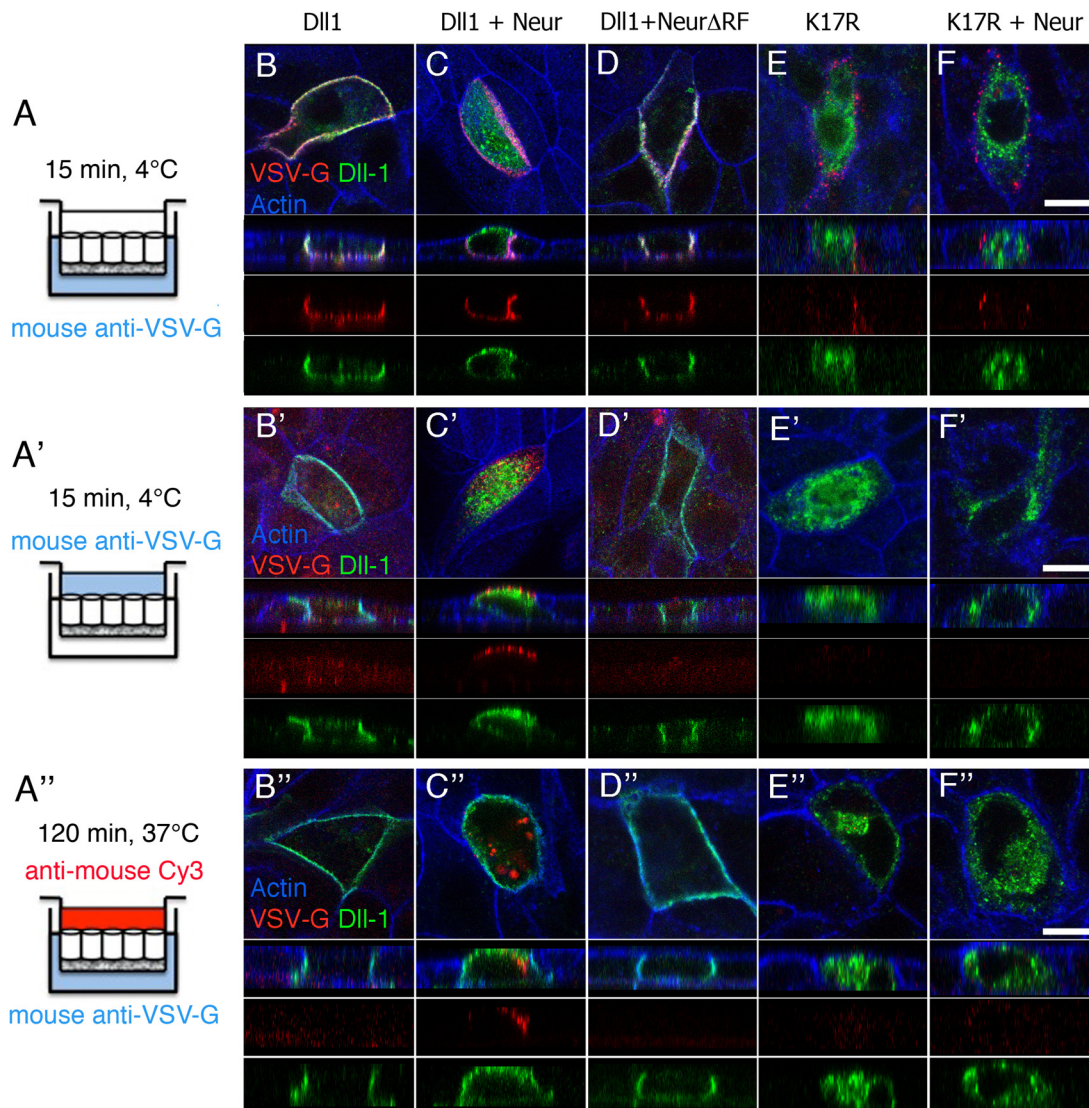 Dll1
Dll1 + Neur
Dll1+NeurΔRF
K17R
K17R + Neur
A
15 min, 4°C
mouse anti-VSV-G
B
C
D
E
F
VSV-G Dll-1
Actin
A'
15 min, 4°C
mouse anti-VSV-G
B'
C'
D'
E'
F'
Actin
VSV-G Dll-1
A''
120 min, 37°C
anti-mouse Cy3
mouse anti-VSV-G
B''
C''
D''
E''
F''
Actin
VSV-G Dll-1